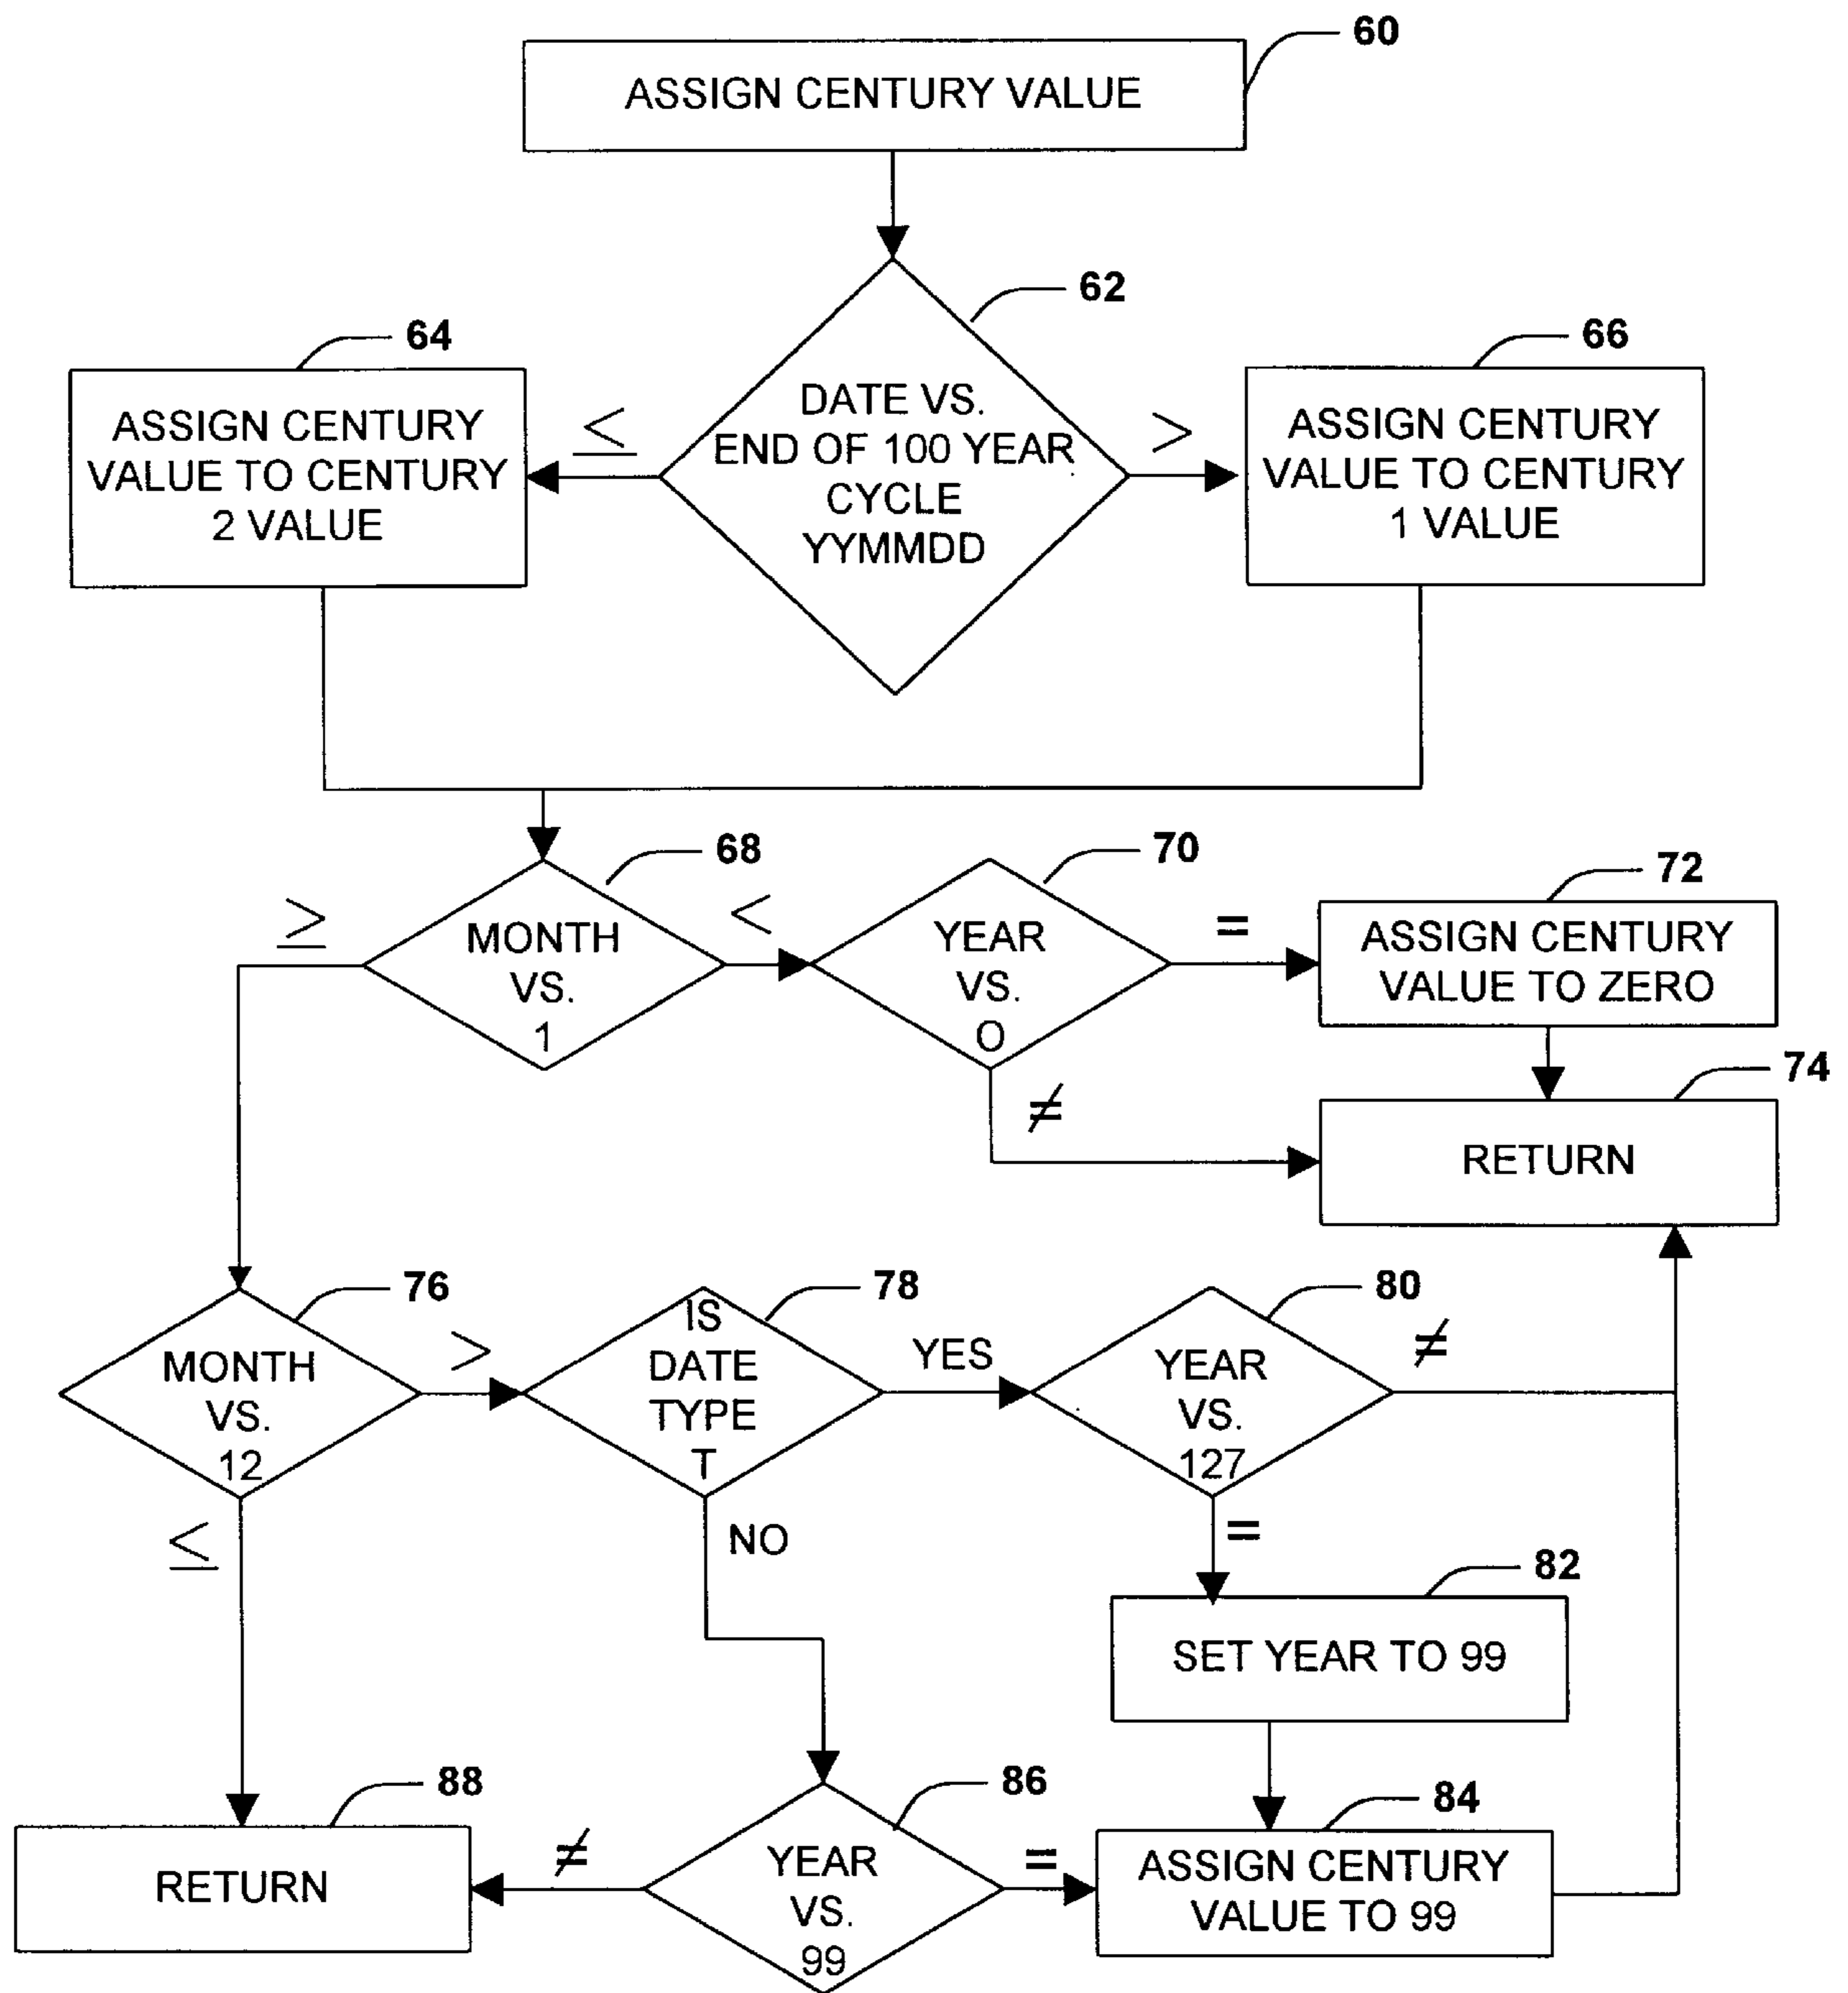 60
ASSIGN CENTURY VALUE
62
64
66
DATE VS.
END OF 100 YEAR
CYCLE
YYMMDD
≤
>
ASSIGN CENTURY
VALUE TO CENTURY
2 VALUE
ASSIGN CENTURY
VALUE TO CENTURY
1 VALUE
68
70
72
≥
MONTH
VS.
1
<
YEAR
VS.
O
=
ASSIGN CENTURY
VALUE TO ZERO
74
≠
RETURN
76
78
80
MONTH
VS.
12
>
IS
DATE
TYPE
T
YES
YEAR
VS.
127
≠
≤
NO
=
82
SET YEAR TO 99
88
86
84
RETURN
≠
YEAR
VS.
99
=
ASSIGN CENTURY
VALUE TO 99